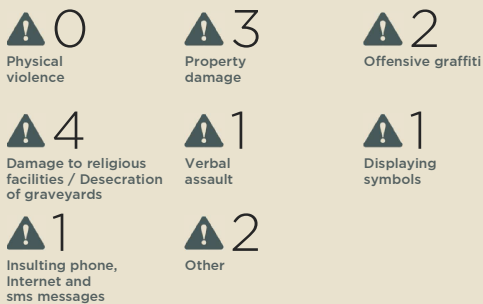 0
Physical
violence
3
Property
damage
2
Offensive graffiti
4
Damage to religious
facilities / Desecration
of graveyards
1
Verbal
assault
1
Displaying
symbols
1
Insulting phone,
Internet and
sms messages
2
Other